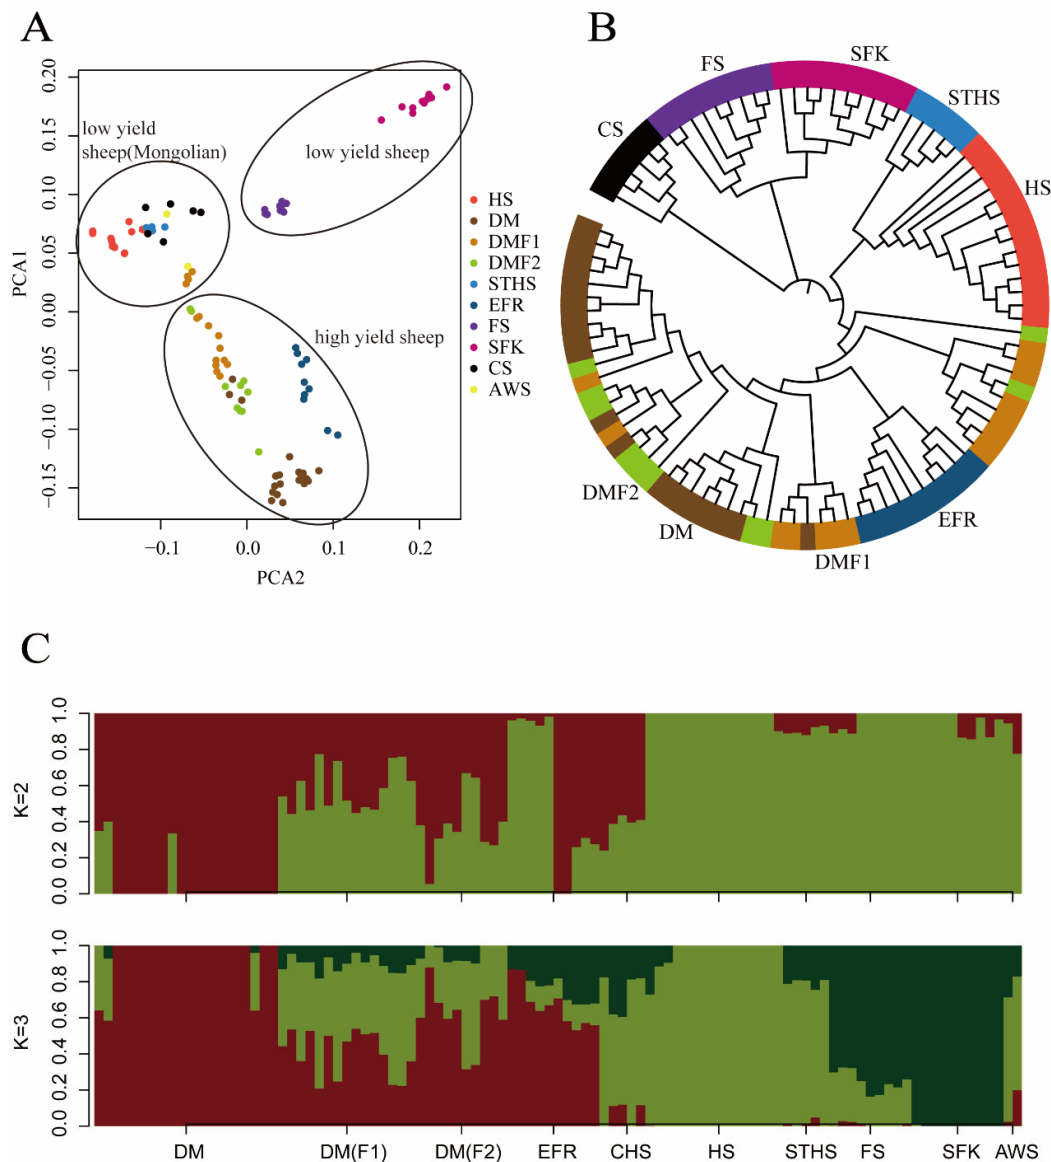 A
PCA1
0.20
0.15
0.10
0.05
0.00
−0.05
−0.10
−0.15
low yield
sheep(Mongolian)
low yield sheep
high yield sheep
−0.1
0.0
0.1
0.2
PCA2
HS
DM
DMF1
DMF2
STHS
EFR
FS
SFK
CS
AWS
B
CS
FS
SFK
STHS
HS
EFR
DMF1
DM
DMF2
C
K=2
1.0
0.8
0.6
0.4
0.2
0.0
K=3
1.0
0.8
0.6
0.4
0.2
0.0
DM DM(F1) DM(F2) EFR CHS HS STHS FS SFK AWS